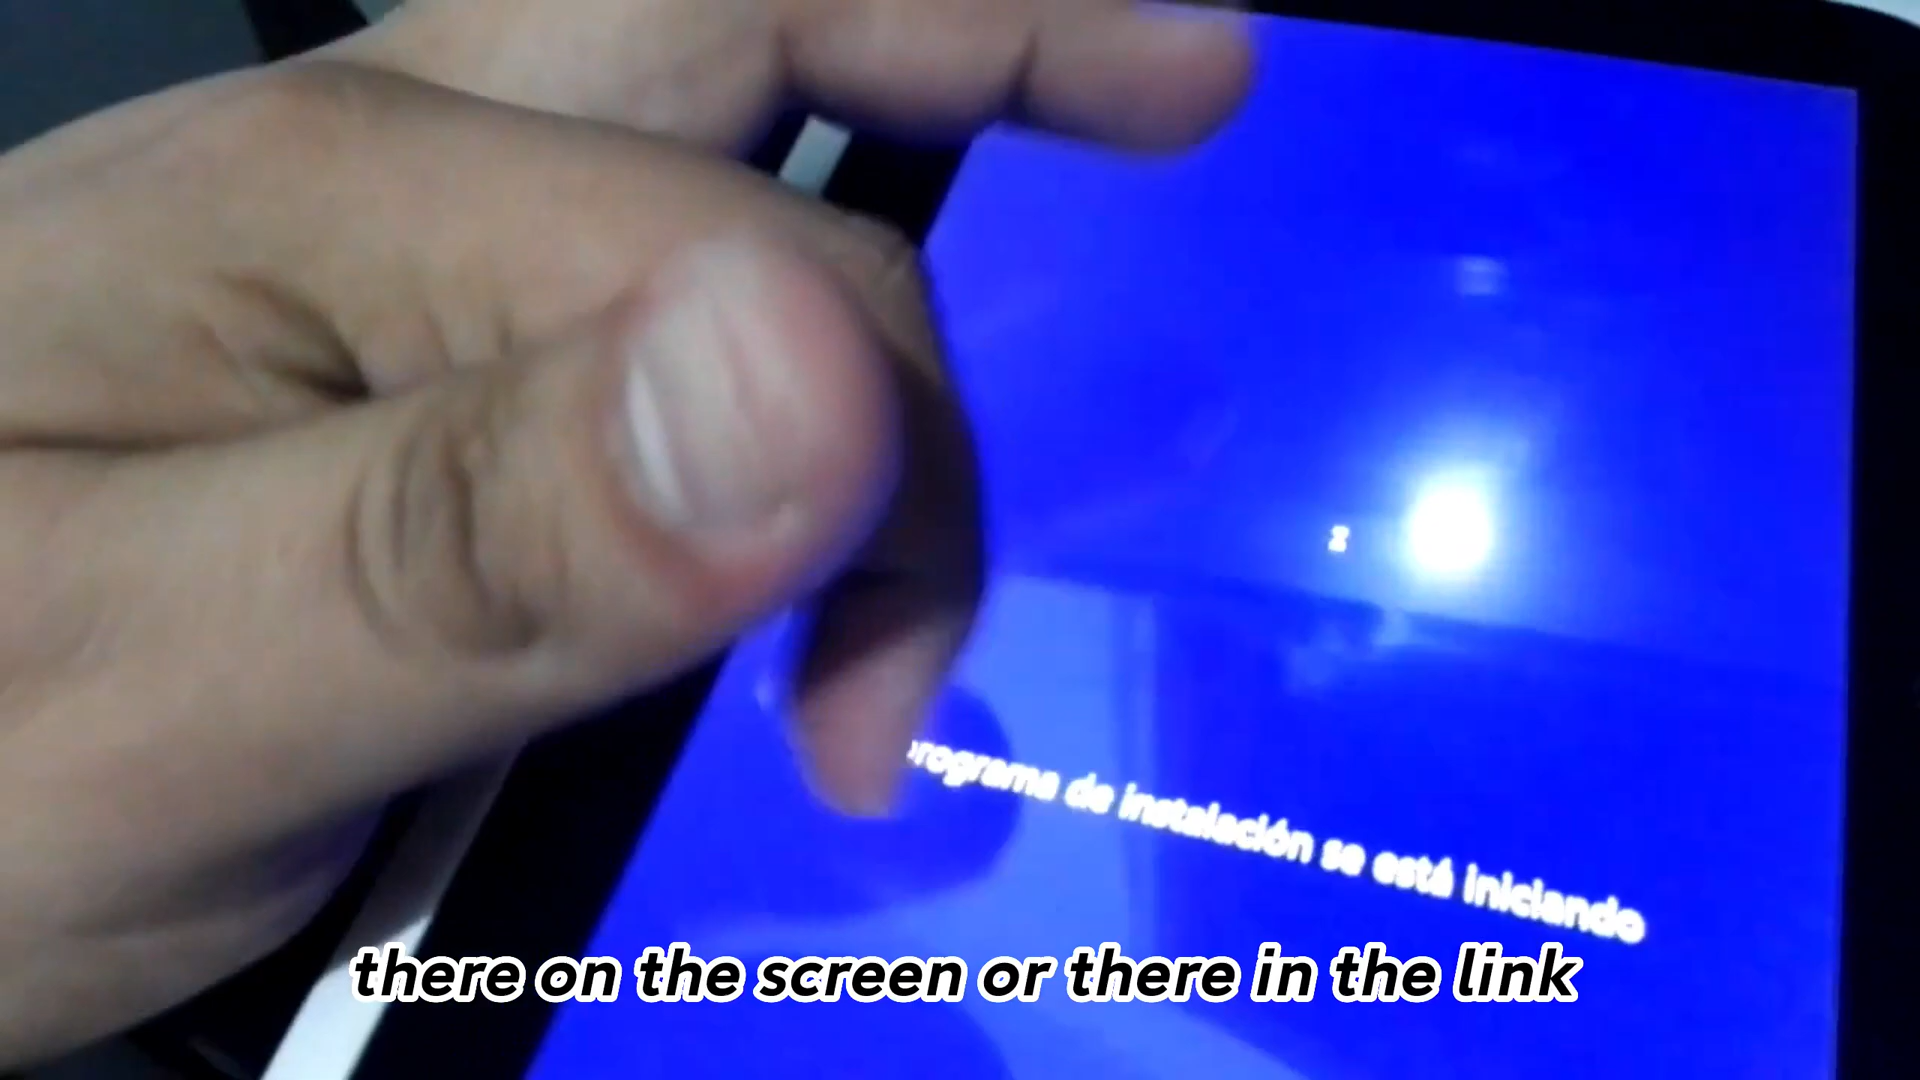 programa de instalación se está iniciando
there on the screen or there in the link